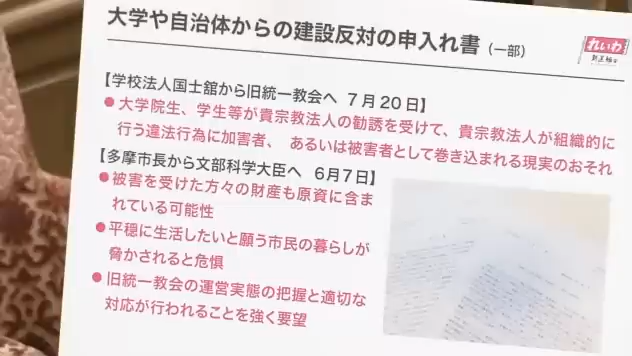 大学や自治体からの建設反対の申入れ書（一部）
れいわ
【学校法人国士舘から旧統一教会へ 7月20日】
● 大学院生、学生等が貴宗教法人の勧誘を受けて、貴宗教法人が組織的に
行う違法行為に加害者、 あるいは被害者として巻き込まれる現実のおそれ
【多摩市長から文部科学大臣へ 6月7日】
● 被害を受けた方々の財産も原資に含ま
れている可能性
● 平穏に生活したいと願う市民の暮らしが
脅かされると危惧
● 旧統一教会の運営実態の把握と適切な
対応が行われることを強く要望